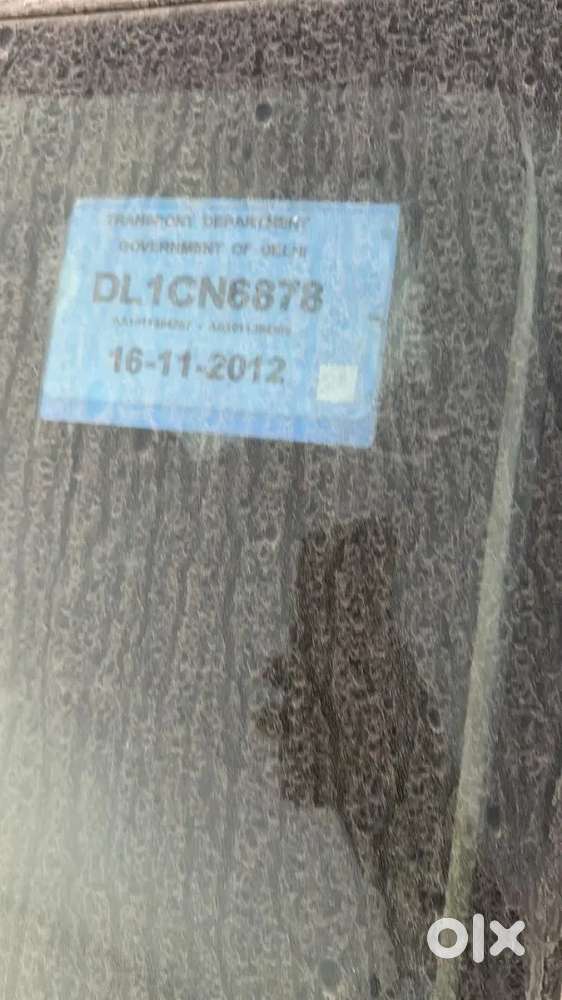 TRANSPORT DEPARTMENT
GOVERNMENT OF DELHI
DL1CN6878
16-11-2012
olx